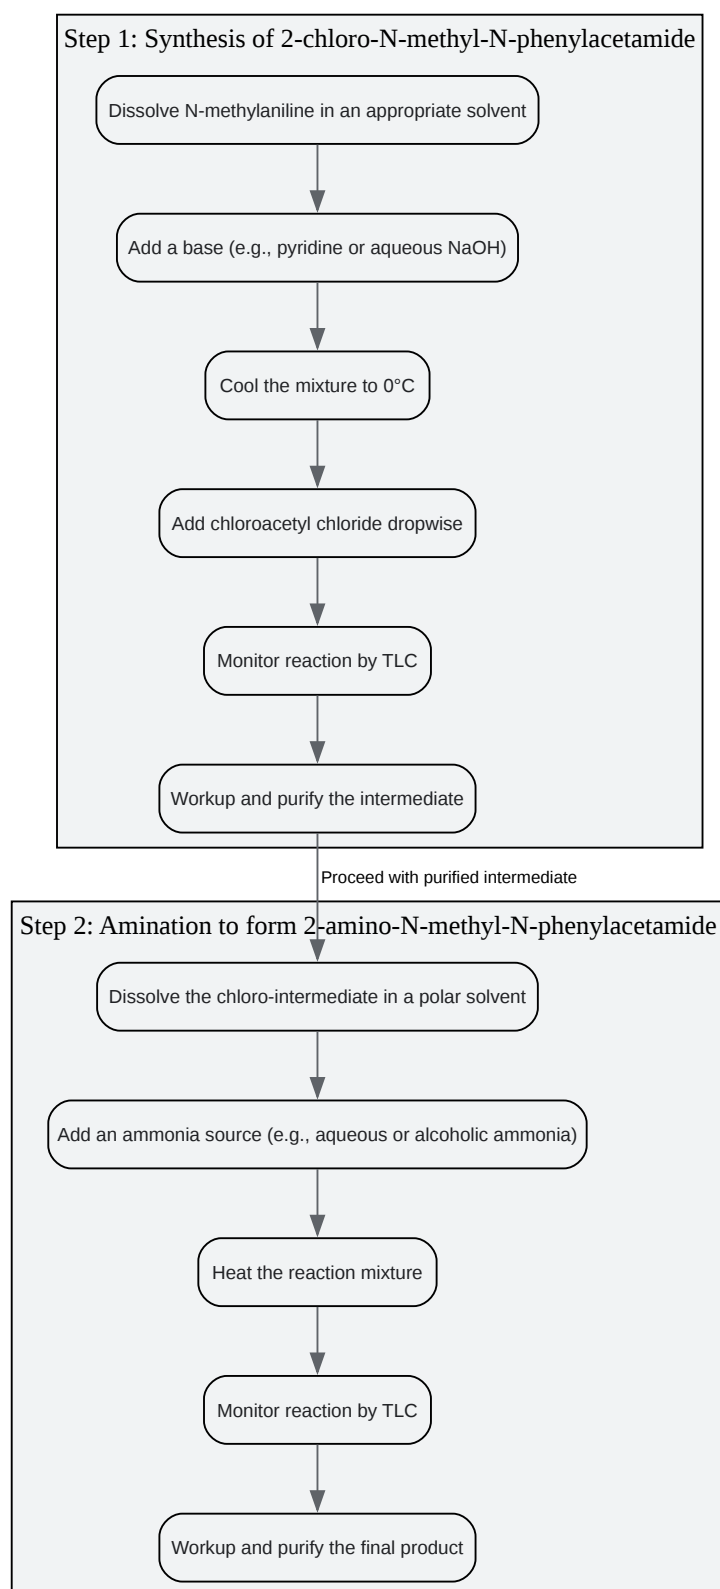 Step 1: Synthesis of 2-chloro-N-methyl-N-phenylacetamide
Dissolve N-methylaniline in an appropriate solvent
Add a base (e.g., pyridine or aqueous NaOH)
Cool the mixture to 0°C
Add chloroacetyl chloride dropwise
Monitor reaction by TLC
Workup and purify the intermediate
Proceed with purified intermediate
Step 2: Amination to form 2-amino-N-methyl-N-phenylacetamide
Dissolve the chloro-intermediate in a polar solvent
Add an ammonia source (e.g., aqueous or alcoholic ammonia)
Heat the reaction mixture
Monitor reaction by TLC
Workup and purify the final product